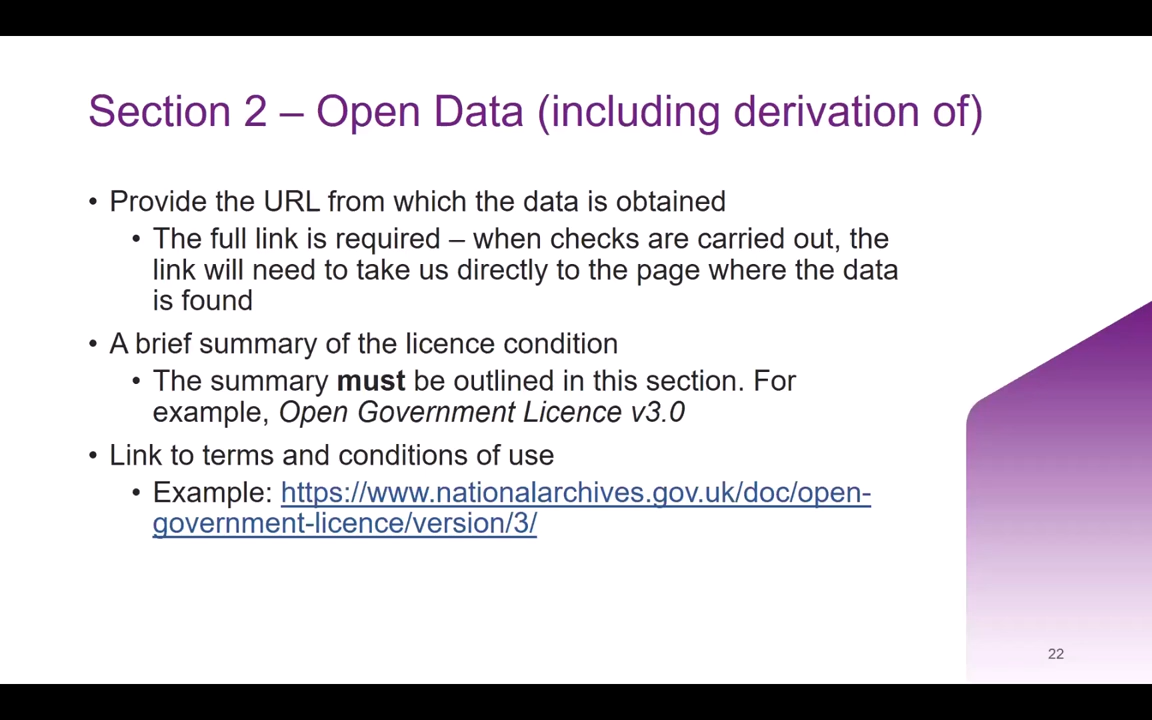 Section 2 – Open Data (including derivation of)
• Provide the URL from which the data is obtained
• The full link is required – when checks are carried out, the
link will need to take us directly to the page where the data
is found
• A brief summary of the licence condition
• The summary must be outlined in this section. For
example, Open Government Licence v3.0
• Link to terms and conditions of use
• Example: https://www.nationalarchives.gov.uk/doc/open-
government-licence/version/3/
22